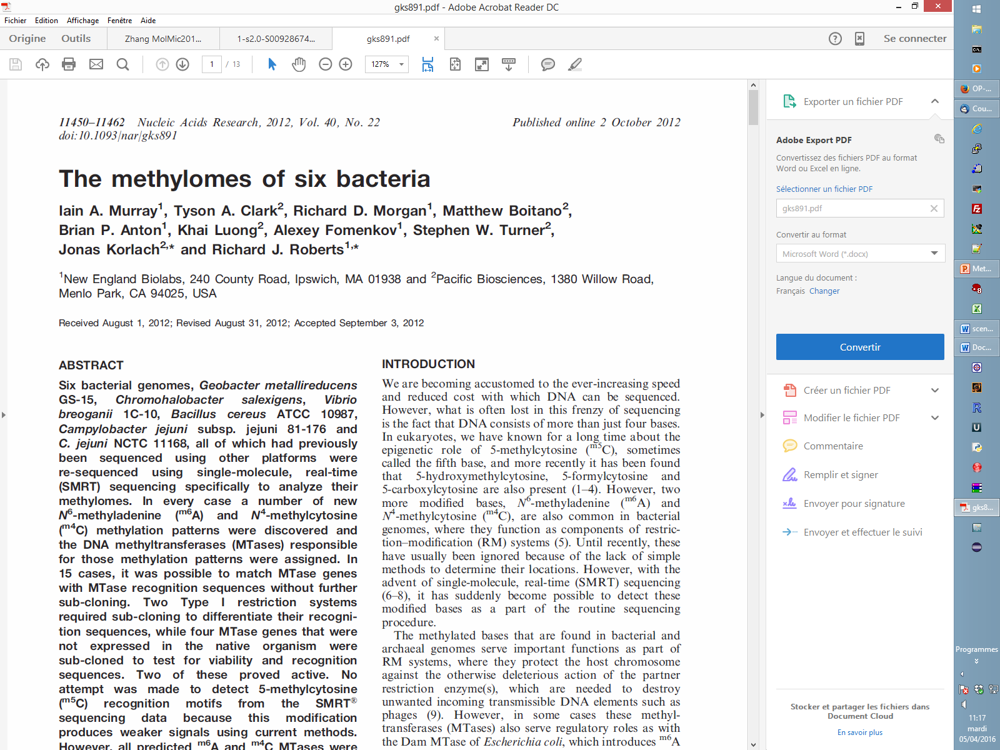 gks891.pdf - Adobe Acrobat Reader DC
Fichier Edition Affichage Fenêtre Aide
Origine Outils Zhang MolMic201... 1-s2.0-S00928674... gks891.pdf × Se connecter
1 / 13 127%
11450–11462 Nucleic Acids Research, 2012, Vol. 40, No. 22 Published online 2 October 2012
doi:10.1093/nar/gks891
The methylomes of six bacteria
Iain A. Murray1, Tyson A. Clark2, Richard D. Morgan1, Matthew Boitano2,
Brian P. Anton1, Khai Luong2, Alexey Fomenkov1, Stephen W. Turner2,
Jonas Korlach2,* and Richard J. Roberts1,*
1New England Biolabs, 240 County Road, Ipswich, MA 01938 and 2Pacific Biosciences, 1380 Willow Road,
Menlo Park, CA 94025, USA
Received August 1, 2012; Revised August 31, 2012; Accepted September 3, 2012
ABSTRACT
Six bacterial genomes, Geobacter metallireducens
GS-15, Chromohalobacter salexigens, Vibrio
breoganii 1C-10, Bacillus cereus ATCC 10987,
Campylobacter jejuni subsp. jejuni 81-176 and
C. jejuni NCTC 11168, all of which had previously
been sequenced using other platforms were
re-sequenced using single-molecule, real-time
(SMRT) sequencing specifically to analyze their
methylomes. In every case a number of new
N6-methyladenine (m6A) and N4-methylcytosine
(m4C) methylation patterns were discovered and
the DNA methyltransferases (MTases) responsible
for those methylation patterns were assigned. In
15 cases, it was possible to match MTase genes
with MTase recognition sequences without further
sub-cloning. Two Type I restriction systems
required sub-cloning to differentiate their recogni-
tion sequences, while four MTase genes that were
not expressed in the native organism were
sub-cloned to test for viability and recognition
sequences. Two of these proved active. No
attempt was made to detect 5-methylcytosine
(m5C) recognition motifs from the SMRT®
sequencing data because this modification
produces weaker signals using current methods.
However, all predicted m6A and m4C MTases were
INTRODUCTION
We are becoming accustomed to the ever-increasing speed
and reduced cost with which DNA can be sequenced.
However, what is often lost in this frenzy of sequencing
is the fact that DNA consists of more than just four bases.
In eukaryotes, we have known for a long time about the
epigenetic role of 5-methylcytosine (m5C), sometimes
called the fifth base, and more recently it has been found
that 5-hydroxymethylcytosine, 5-formylcytosine and
5-carboxylcytosine are also present (1–4). However, two
more modified bases, N6-methyladenine (m6A) and
N4-methylcytosine (m4C), are also common in bacterial
genomes, where they function as components of restric-
tion–modification (RM) systems (5). Until recently, these
have usually been ignored because of the lack of simple
methods to determine their locations. However, with the
advent of single-molecule, real-time (SMRT) sequencing
(6–8), it has suddenly become possible to detect these
modified bases as a part of the routine sequencing
procedure.
The methylated bases that are found in bacterial and
archaeal genomes serve important functions as part of
RM systems, where they protect the host chromosome
against the otherwise deleterious action of the partner
restriction enzyme(s), which are needed to destroy
unwanted incoming transmissible DNA elements such as
phages (9). However, in some cases these methyl-
transferases (MTases) also serve regulatory roles as with
the Dam MTase of Escherichia coli, which introduces m6A
Exporter un fichier PDF
Adobe Export PDF
Convertissez des fichiers PDF au format
Word ou Excel en ligne.
Sélectionner un fichier PDF
gks891.pdf
Convertir au format
Microsoft Word (*.docx)
Langue du document :
Français Changer
Convertir
Créer un fichier PDF
Modifier le fichier PDF
Commentaire
Remplir et signer
Envoyer pour signature
Envoyer et effectuer le suivi
Stocker et partager les fichiers dans
Document Cloud
En savoir plus
OP-...
Cou...
Met...
scen...
Doc...
gks8...
Programmes
11:17
mardi
05/04/2016